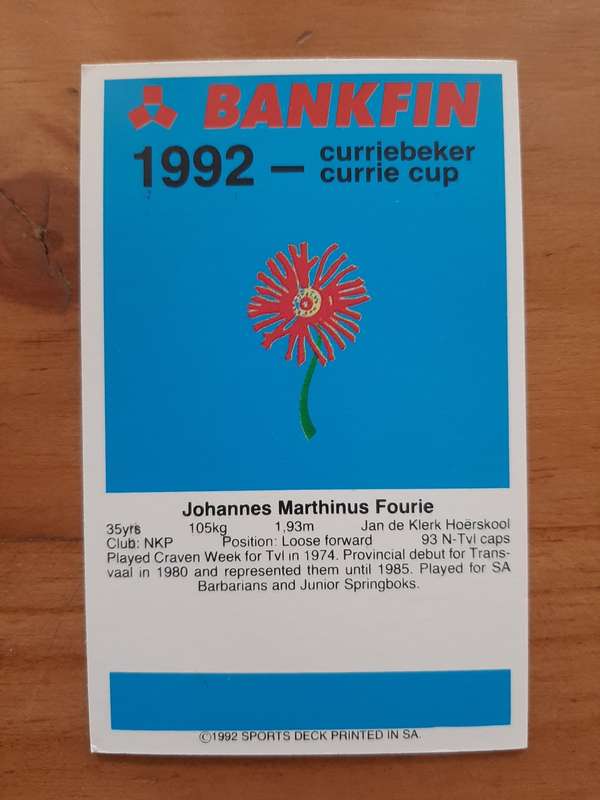 BANKFIN
1992 – curriebeker
currie cup
Johannes Marthinus Fourie
35yrs 105kg 1,93m Jan de Klerk Hoërskool
Club: NKP Position: Loose forward 93 N-Tvl caps
Played Craven Week for Tvl in 1974. Provincial debut for Trans-
vaal in 1980 and represented them until 1985. Played for SA
Barbarians and Junior Springboks.
©1992 SPORTS DECK PRINTED IN SA.